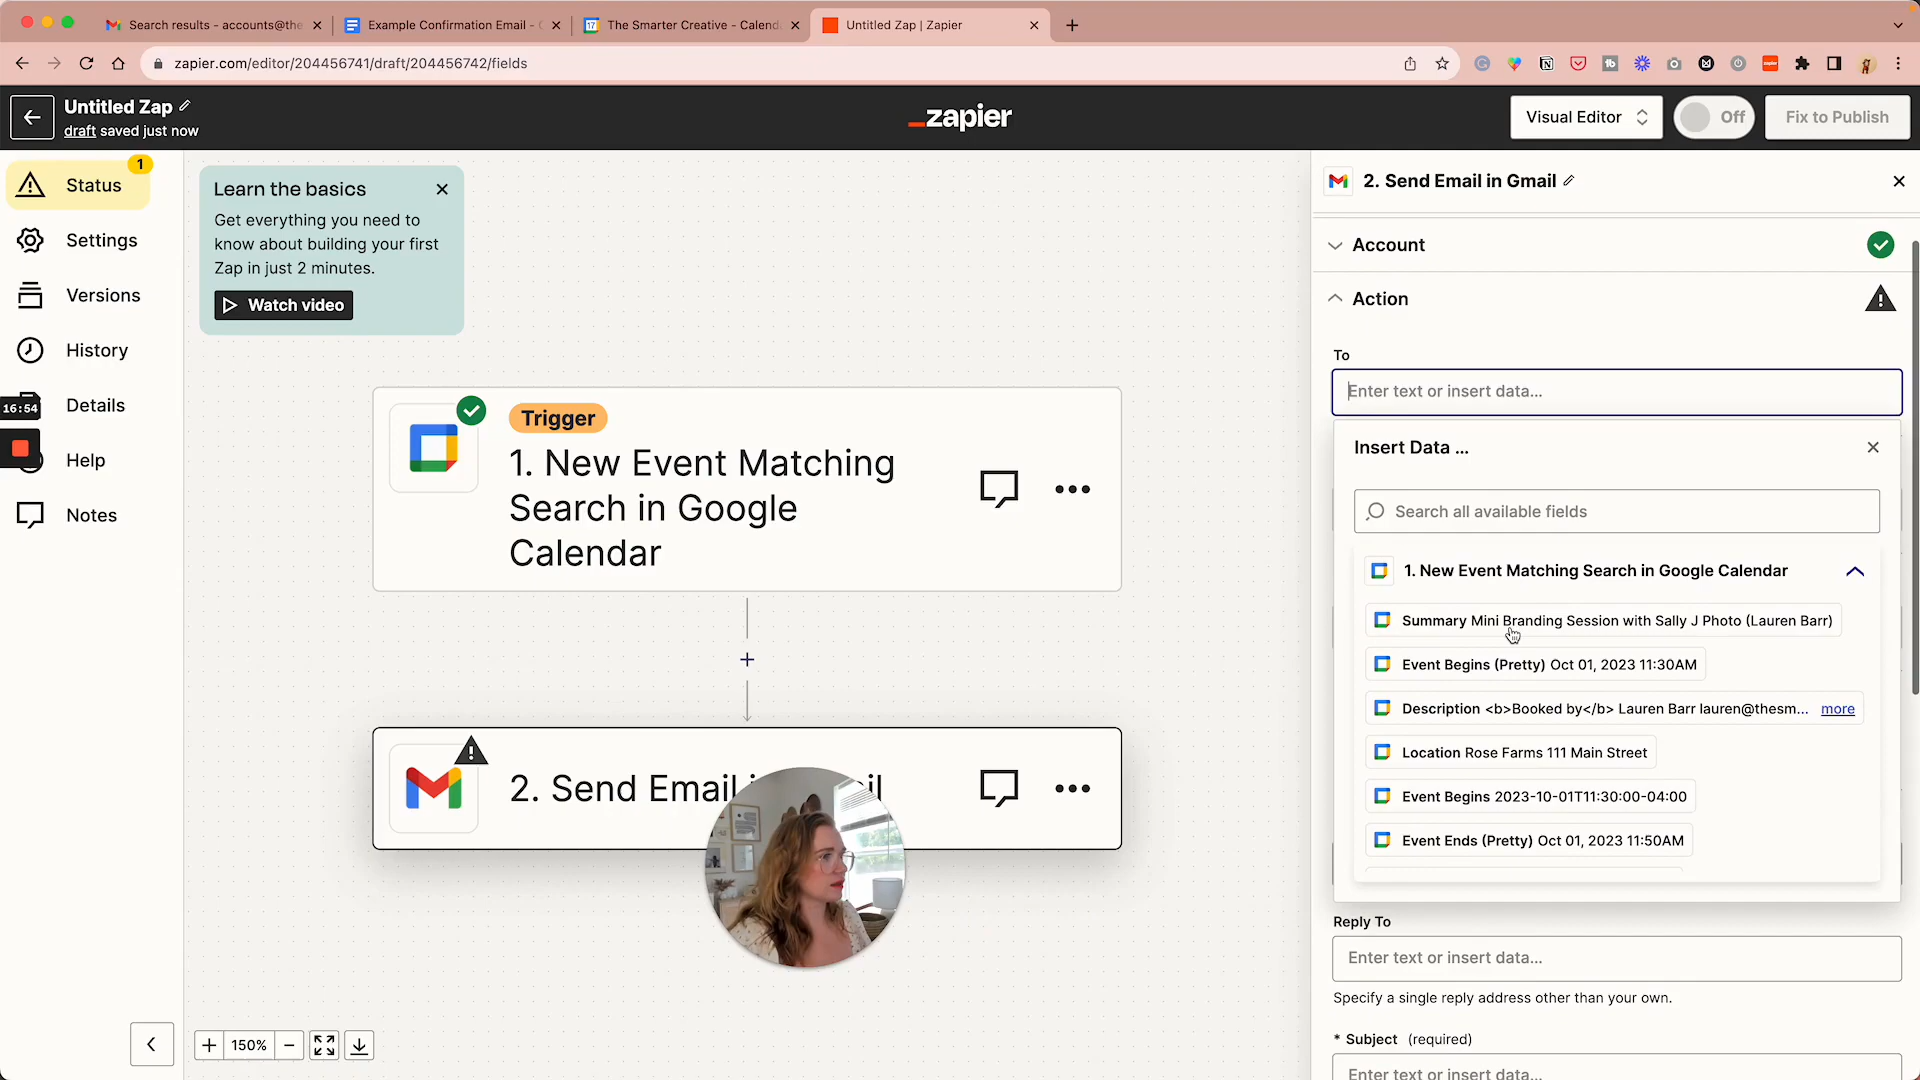 Search results - accounts@the
Example Confirmation Email -
The Smarter Creative - Calend
Untitled Zap | Zapier
zapier.com/editor/204456741/draft/204456742/fields
Untitled Zap
draft saved just now
_zapier
Visual Editor
Off
Fix to Publish
1
Status
Settings
Versions
History
Details
Help
Notes
16:54
Learn the basics
Get everything you need to
know about building your first
Zap in just 2 minutes.
Watch video
Trigger
1. New Event Matching
Search in Google
Calendar
2. Send Email
150%
2. Send Email in Gmail
Account
Action
To
Enter text or insert data...
Insert Data ...
Search all available fields
1. New Event Matching Search in Google Calendar
Summary Mini Branding Session with Sally J Photo (Lauren Barr)
Event Begins (Pretty) Oct 01, 2023 11:30AM
Description <b>Booked by</b> Lauren Barr lauren@thesm... more
Location Rose Farms 111 Main Street
Event Begins 2023-10-01T11:30:00-04:00
Event Ends (Pretty) Oct 01, 2023 11:50AM
Reply To
Enter text or insert data...
Specify a single reply address other than your own.
* Subject (required)
Enter text or insert data...